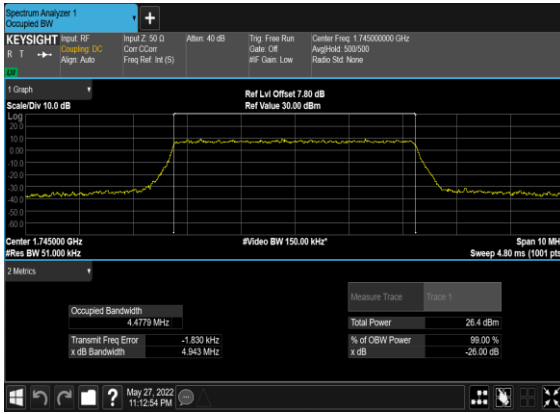 Spectrum Analyzer 1
Occupied BW
KEYSIGHT Input: RF Input Z: 50 Ω Atten: 40 dB Trig: Free Run Center Freq: 1.745000000 GHz
R T Coupling: DC Corr CCorr Gate: Off Avg|Hold: 500/500
Align: Auto Freq Ref: Int (S) #IF Gain: Low Radio Std: None
1 Graph
Ref Lvl Offset 7.80 dB
Scale/Div 10.0 dB Ref Value 30.00 dBm
Log
20.0
10.0
0.00
-10.0
-20.0
-30.0
-40.0
-50.0
-60.0
Center 1.745000 GHz #Video BW 150.00 kHz* Span 10 MH
#Res BW 51.000 kHz Sweep 4.80 ms (1001 pts
2 Metrics
Measure Trace Trace 1
Occupied Bandwidth
4.4779 MHz Total Power 26.4 dBm
Transmit Freq Error -1.830 kHz % of OBW Power 99.00 %
x dB Bandwidth 4.943 MHz x dB -26.00 dB
? May 27, 2022
11:12:54 PM